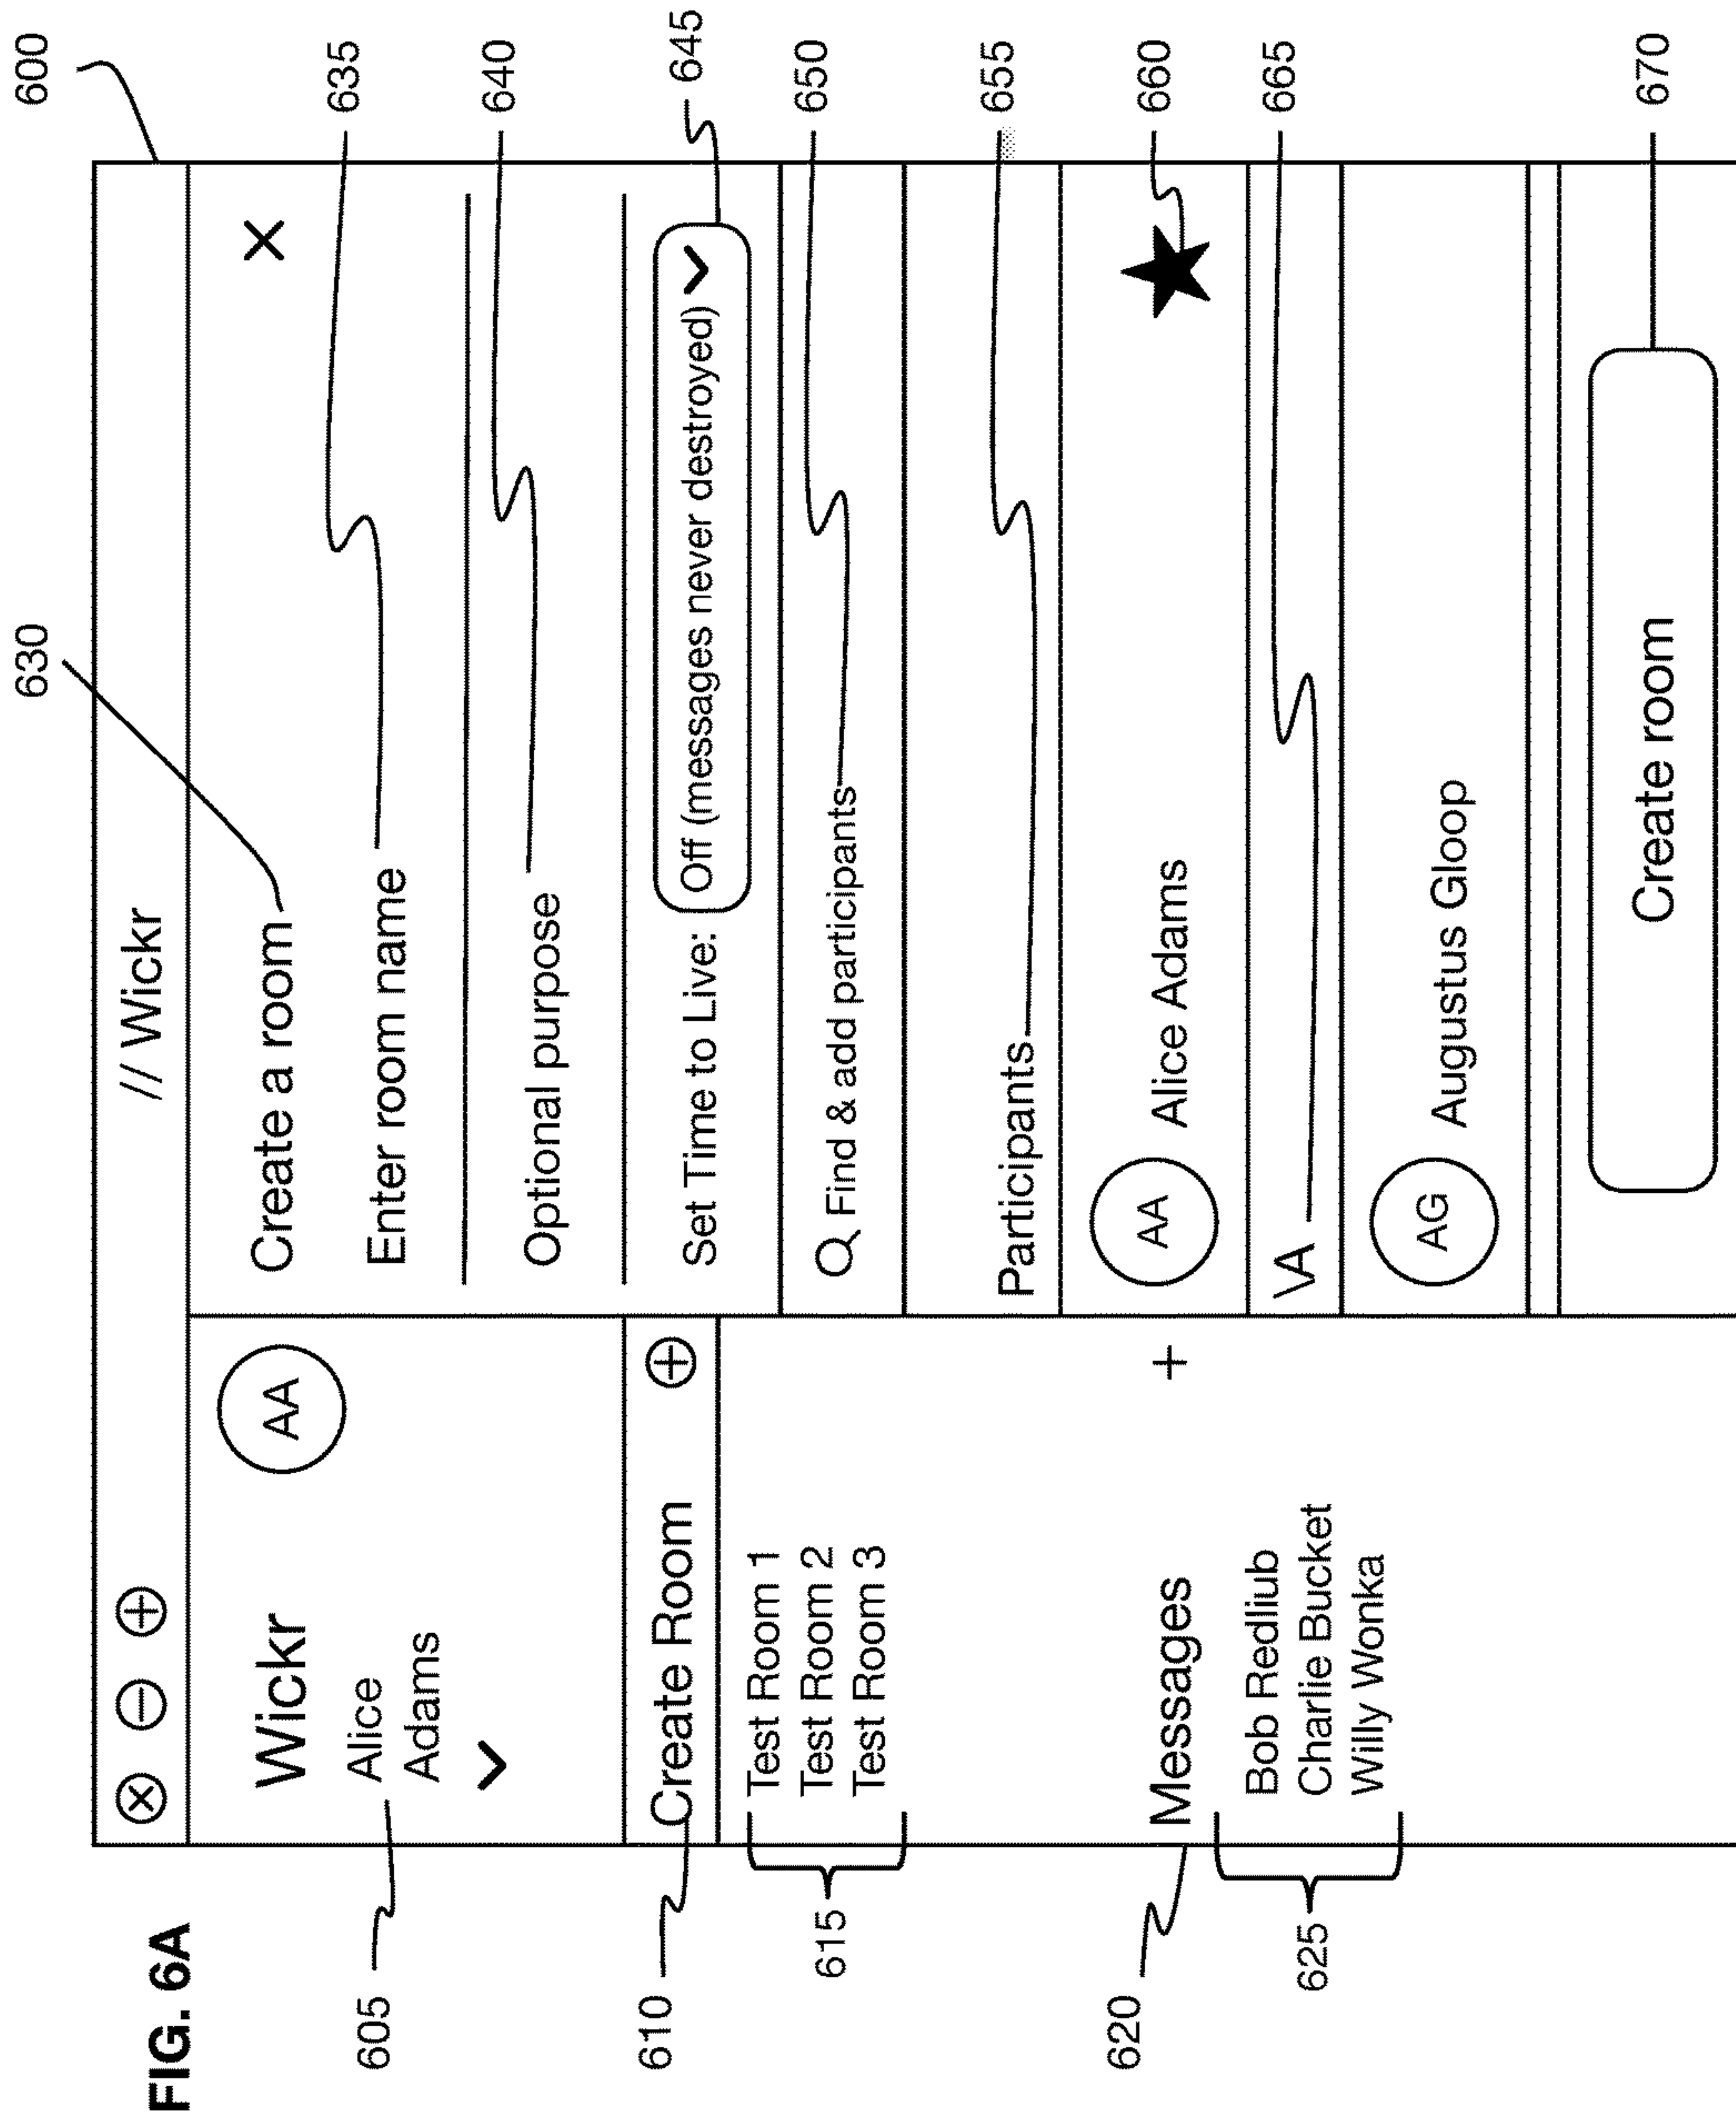 FIG. 6A
600
630
// Wickr
Wickr
AA
Alice
Adams
605
Create Room
610
Test Room 1
Test Room 2
Test Room 3
615
Messages +
620
Bob Redliub
Charlie Bucket
Willy Wonka
625
Create a room X
Enter room name
635
Optional purpose
640
Set Time to Live: Off (messages never destroyed)
645
Find & add participants
650
Participants
655
AA Alice Adams
660
\A
665
AG Augustus Gloop
Create room
670